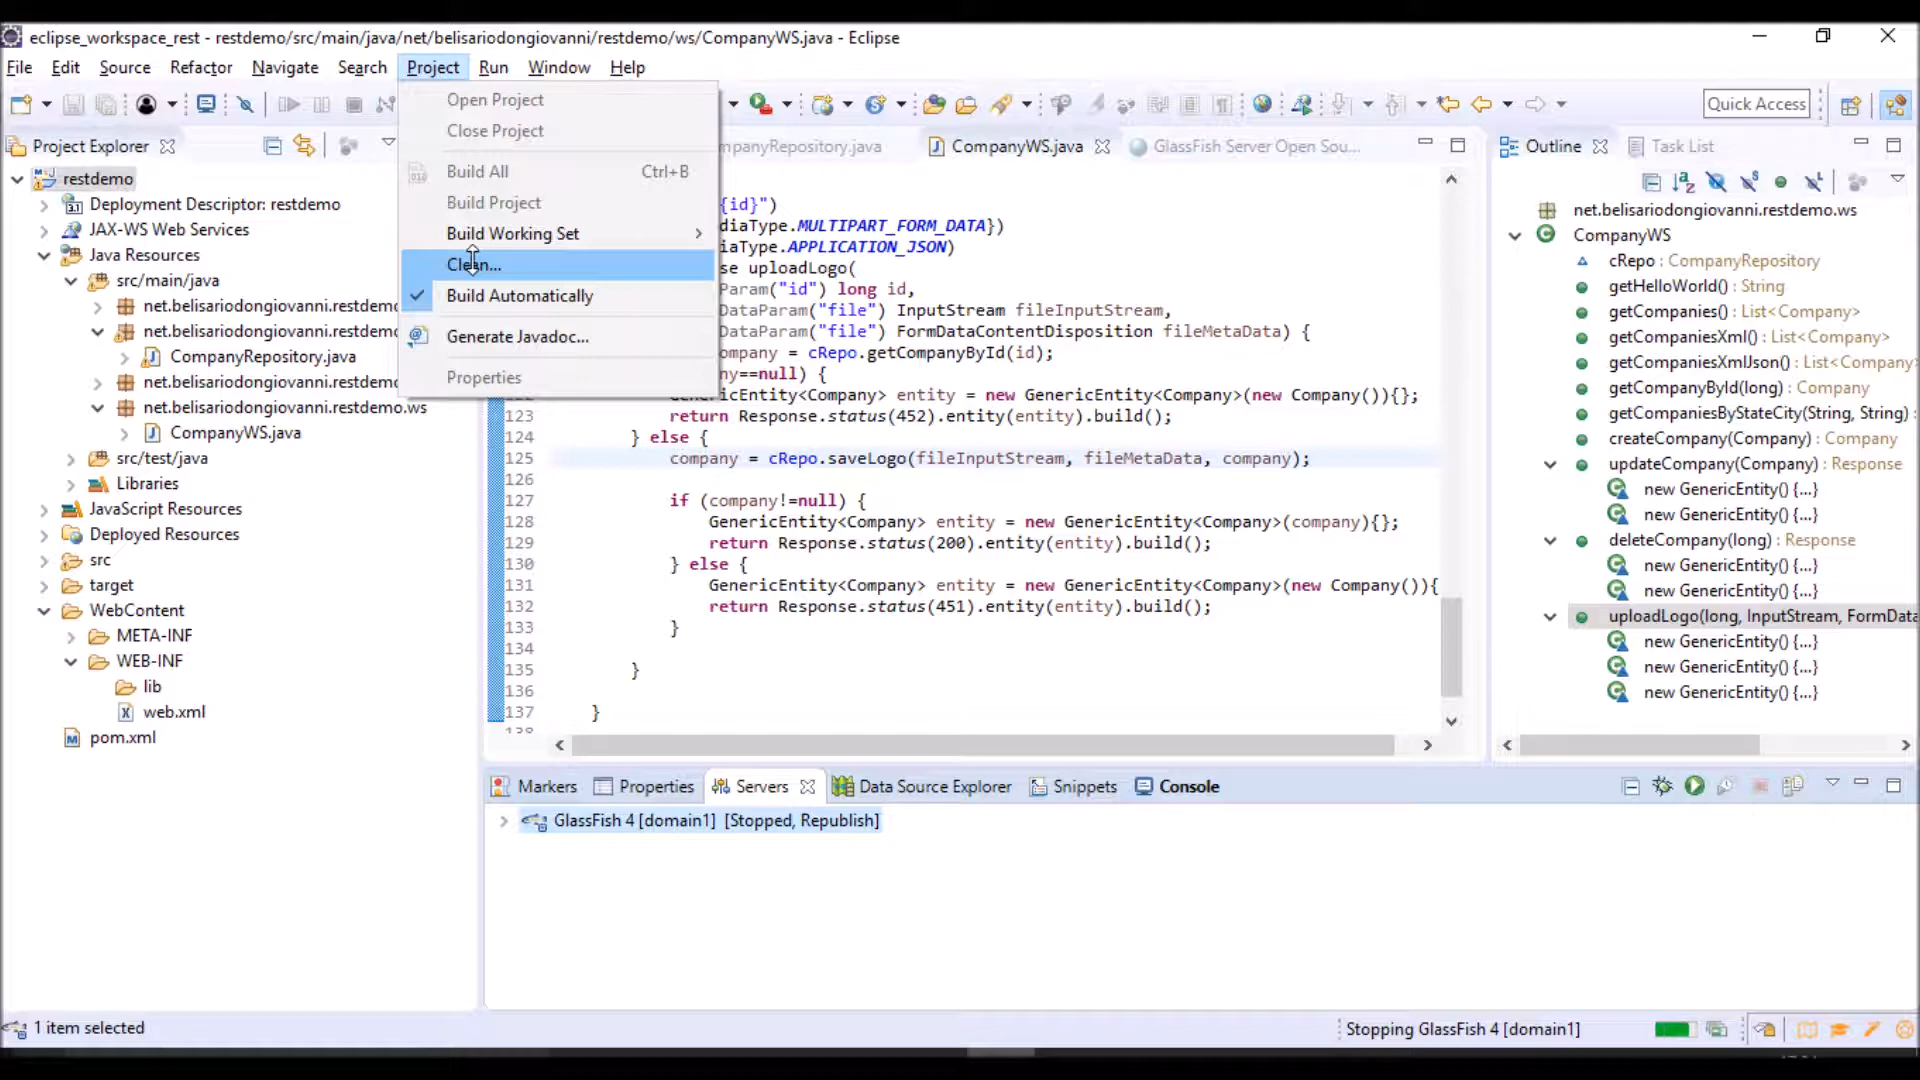 eclipse_workspace_rest - restdemo/src/main/java/net/belisariodongiovanni/restdemo/ws/CompanyWS.java - Eclipse
File Edit Source Refactor Navigate Search Project Run Window Help
Quick Access
Open Project
Close Project
Build All Ctrl+B
Build Project
Build Working Set
Clean...
Build Automatically
Generate Javadoc...
Properties
Project Explorer
restdemo
Deployment Descriptor: restdemo
JAX-WS Web Services
Java Resources
src/main/java
net.belisariodongiovanni.restdemo
net.belisariodongiovanni.restdemo
CompanyRepository.java
net.belisariodongiovanni.restdemo
net.belisariodongiovanni.restdemo.ws
CompanyWS.java
src/test/java
Libraries
JavaScript Resources
Deployed Resources
src
target
WebContent
META-INF
WEB-INF
lib
web.xml
pom.xml
mpanyRepository.java CompanyWS.java GlassFish Server Open Sou...
{id}")
diaType.MULTIPART_FORM_DATA})
iaType.APPLICATION_JSON)
se uploadLogo(
Param("id") long id,
DataParam("file") InputStream fileInputStream,
DataParam("file") FormDataContentDisposition fileMetaData) {
ompany = cRepo.getCompanyById(id);
ny==null) {
GenericEntity<Company> entity = new GenericEntity<Company>(new Company()){};
123 return Response.status(452).entity(entity).build();
124 } else {
125 company = cRepo.saveLogo(fileInputStream, fileMetaData, company);
126
127 if (company!=null) {
128 GenericEntity<Company> entity = new GenericEntity<Company>(company){};
129 return Response.status(200).entity(entity).build();
130 } else {
131 GenericEntity<Company> entity = new GenericEntity<Company>(new Company()){
132 return Response.status(451).entity(entity).build();
133 }
134
135 }
136
137 }
138
Outline Task List
net.belisariodongiovanni.restdemo.ws
CompanyWS
cRepo : CompanyRepository
getHelloWorld() : String
getCompanies() : List<Company>
getCompaniesXml() : List<Company>
getCompaniesXmlJson() : List<Company>
getCompanyById(long) : Company
getCompaniesByStateCity(String, String) :
createCompany(Company) : Company
updateCompany(Company) : Response
new GenericEntity() {...}
new GenericEntity() {...}
deleteCompany(long) : Response
new GenericEntity() {...}
new GenericEntity() {...}
uploadLogo(long, InputStream, FormData
new GenericEntity() {...}
new GenericEntity() {...}
new GenericEntity() {...}
Markers Properties Servers Data Source Explorer Snippets Console
GlassFish 4 [domain1] [Stopped, Republish]
1 item selected
Stopping GlassFish 4 [domain1]